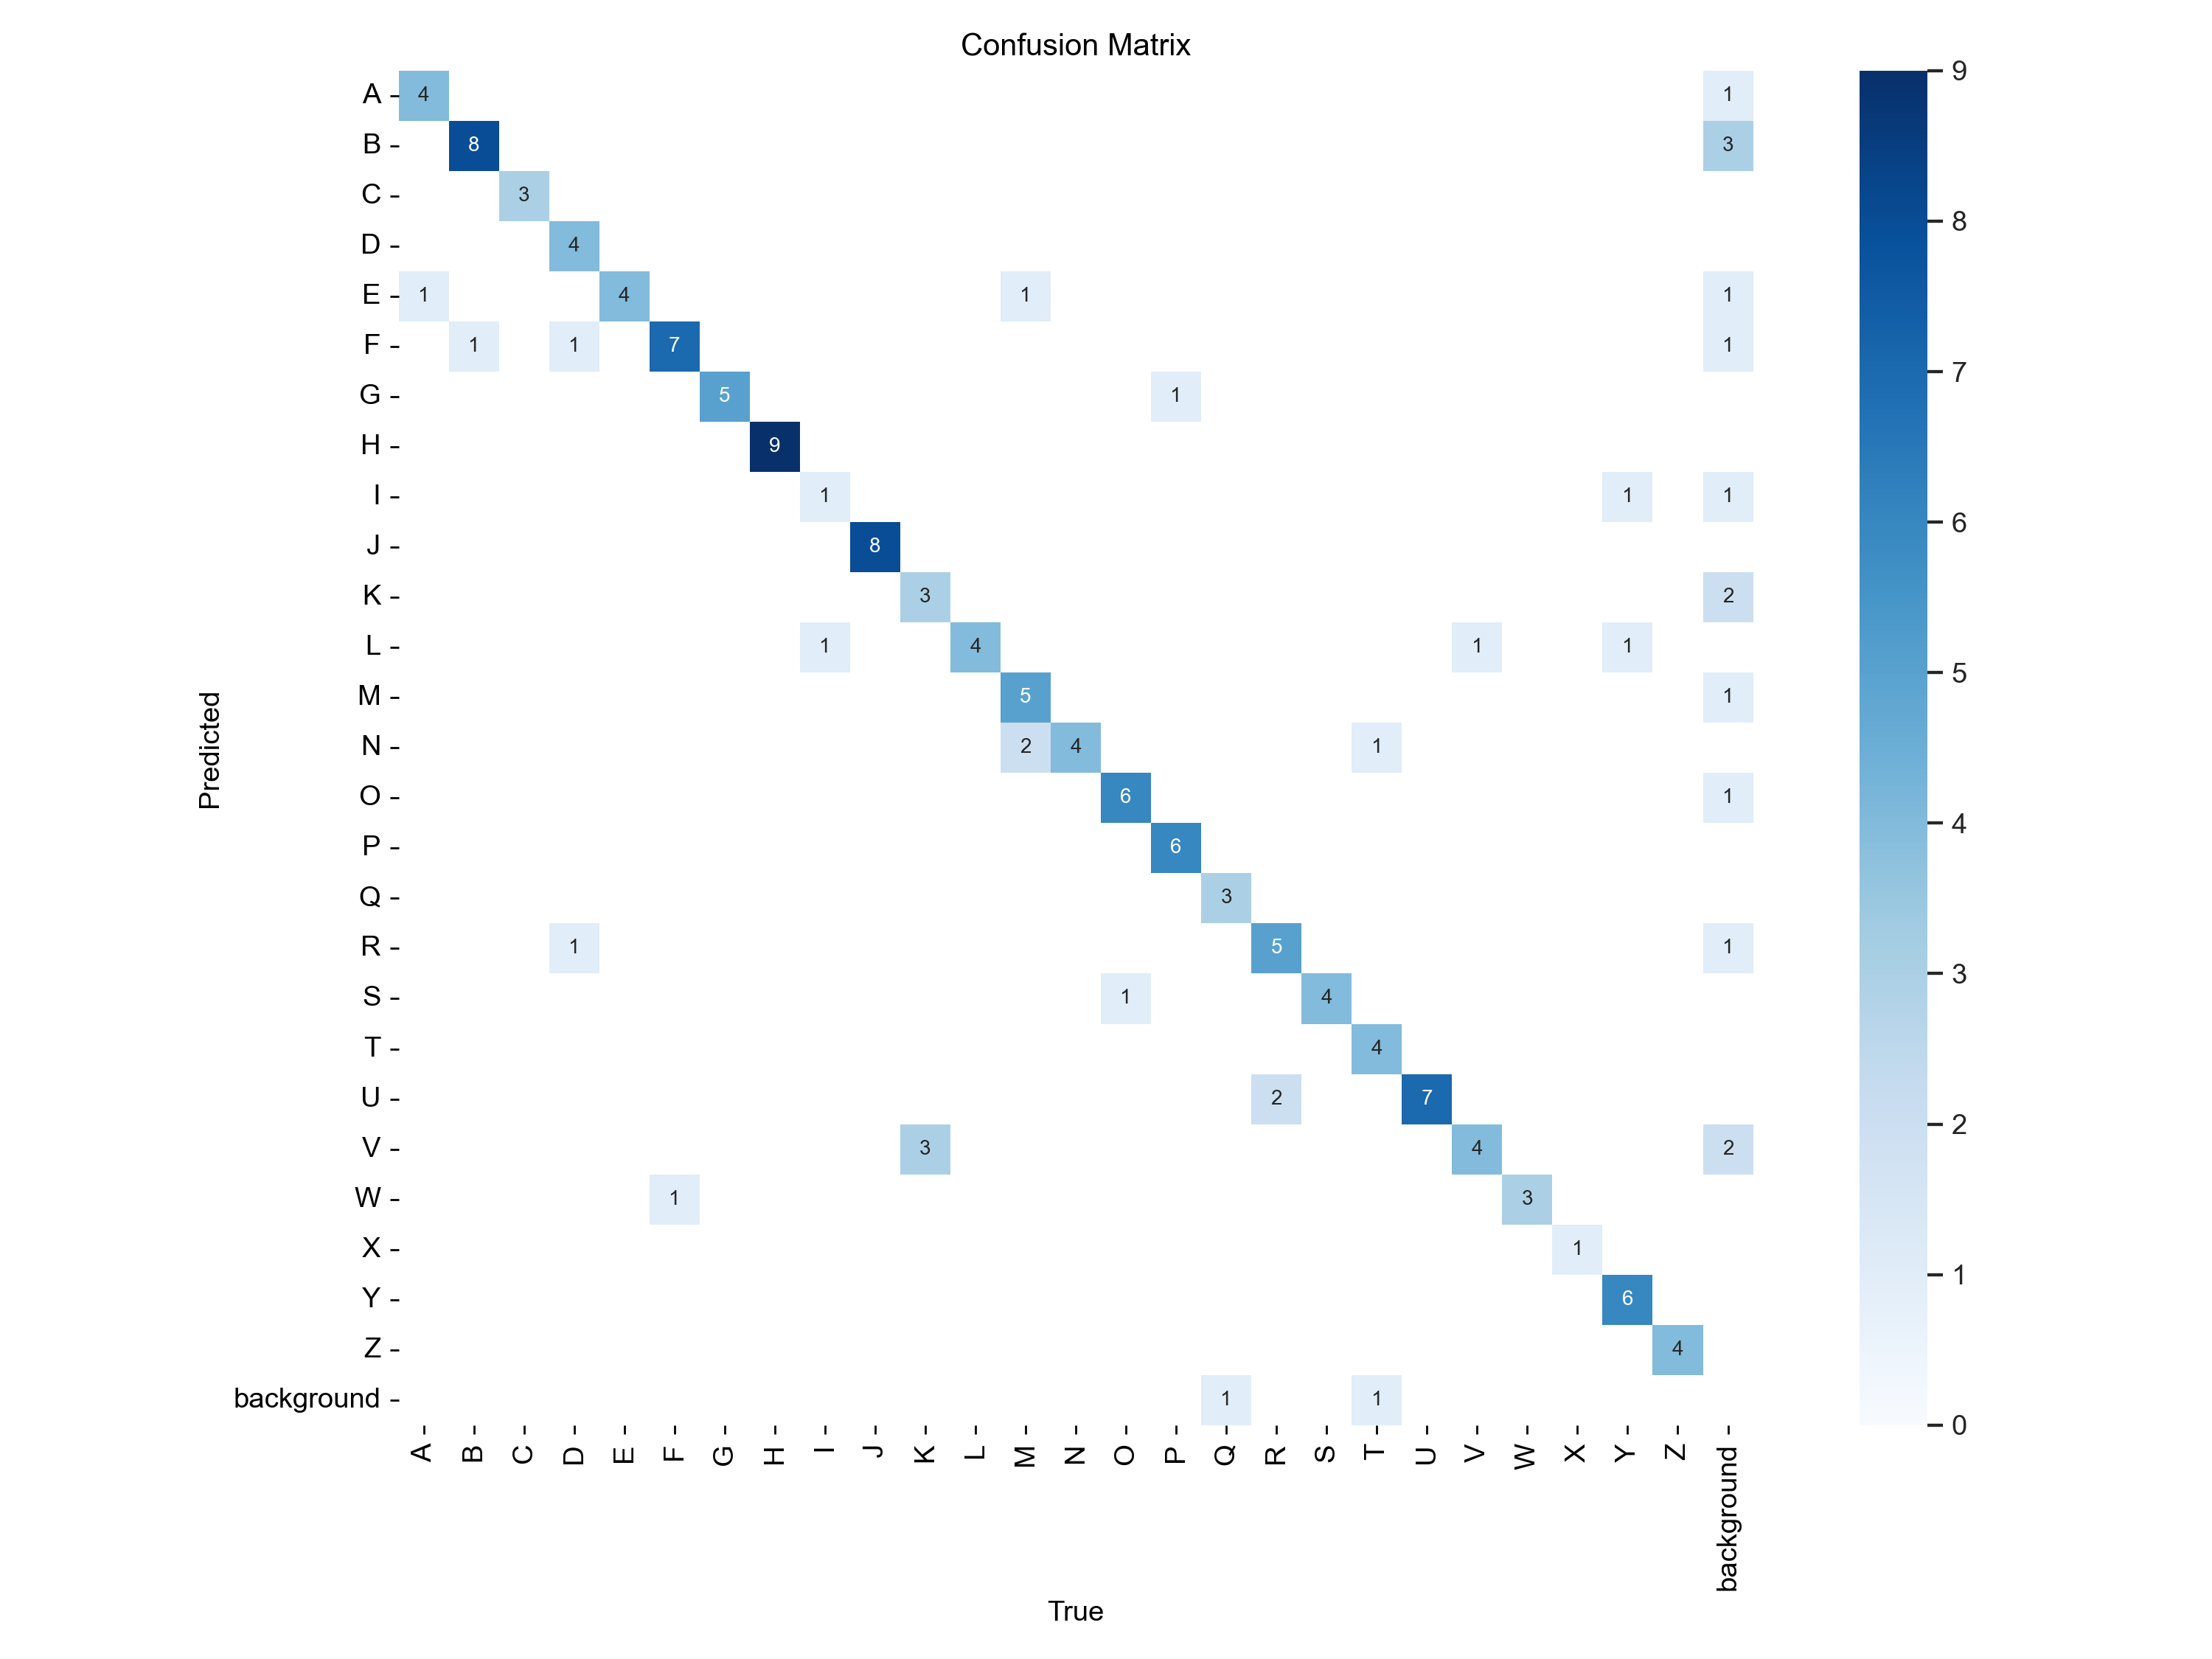 Confusion Matrix
A 4 1
B 8 3
C 3
D 4
E 1 4 1 1
F 1 1 7 1
G 5 1
H 9
I 1 1 1
J 8
K 3 2
L 1 4 1 1
M 5 1
N 2 4 1
O 6 1
P 6
Q 3
R 1 5 1
S 1 4
T 4
U 2 7
V 3 4 2
W 1 3
X 1
Y 6
Z 4
background 1 1
A B C D E F G H I J K L M N O P Q R S T U V W X Y Z background
True
Predicted
9
8
7
6
5
4
3
2
1
0